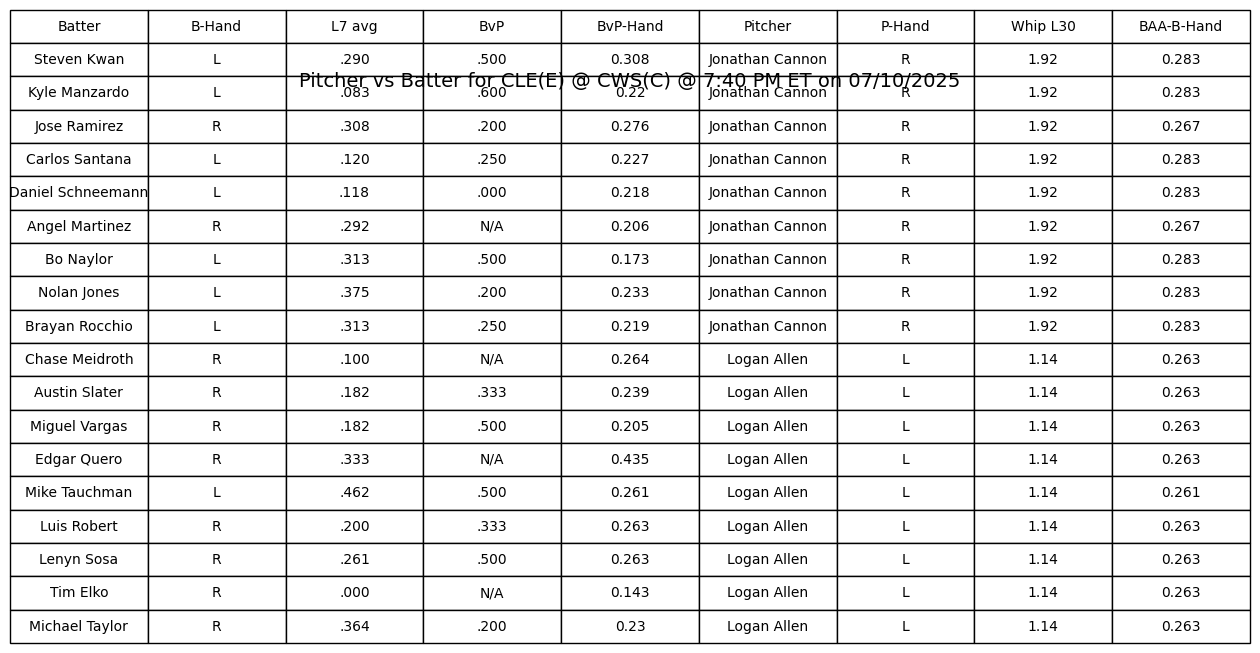 Batter B-Hand L7 avg BvP BvP-Hand Pitcher P-Hand Whip L30 BAA-B-Hand
Steven Kwan L .290 .500 0.308 Jonathan Cannon R 1.92 0.283
Pitcher vs Batter for CLE(E) @ CWS(C) @ 7:40 PM ET on 07/10/2025
Kyle Manzardo L .083 .600 0.22 Jonathan Cannon R 1.92 0.283
Jose Ramirez R .308 .200 0.276 Jonathan Cannon R 1.92 0.267
Carlos Santana L .120 .250 0.227 Jonathan Cannon R 1.92 0.283
Daniel Schneemann L .118 .000 0.218 Jonathan Cannon R 1.92 0.283
Angel Martinez R .292 N/A 0.206 Jonathan Cannon R 1.92 0.267
Bo Naylor L .313 .500 0.173 Jonathan Cannon R 1.92 0.283
Nolan Jones L .375 .200 0.233 Jonathan Cannon R 1.92 0.283
Brayan Rocchio L .313 .250 0.219 Jonathan Cannon R 1.92 0.283
Chase Meidroth R .100 N/A 0.264 Logan Allen L 1.14 0.263
Austin Slater R .182 .333 0.239 Logan Allen L 1.14 0.263
Miguel Vargas R .182 .500 0.205 Logan Allen L 1.14 0.263
Edgar Quero R .333 N/A 0.435 Logan Allen L 1.14 0.263
Mike Tauchman L .462 .500 0.261 Logan Allen L 1.14 0.261
Luis Robert R .200 .333 0.263 Logan Allen L 1.14 0.263
Lenyn Sosa R .261 .500 0.263 Logan Allen L 1.14 0.263
Tim Elko R .000 N/A 0.143 Logan Allen L 1.14 0.263
Michael Taylor R .364 .200 0.23 Logan Allen L 1.14 0.263